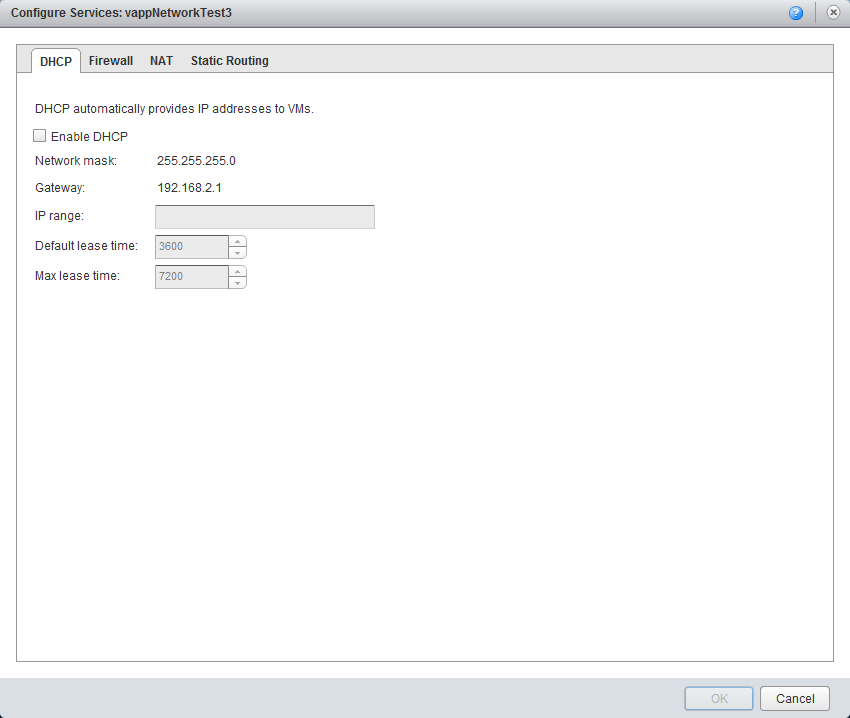 Configure Services: vappNetworkTest3
DHCP Firewall NAT Static Routing
DHCP automatically provides IP addresses to VMs.
Enable DHCP
Network mask: 255.255.255.0
Gateway: 192.168.2.1
IP range:
Default lease time: 3600
Max lease time: 7200
OK Cancel